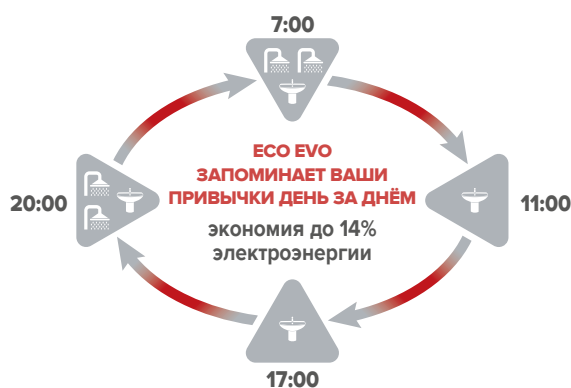 7:00
ECO EVO
ЗАПОМИНАЕТ ВАШИ
ПРИВЫЧКИ ДЕНЬ ЗА ДНЁМ
20:00
11:00
экономия до 14%
электроэнергии
17:00